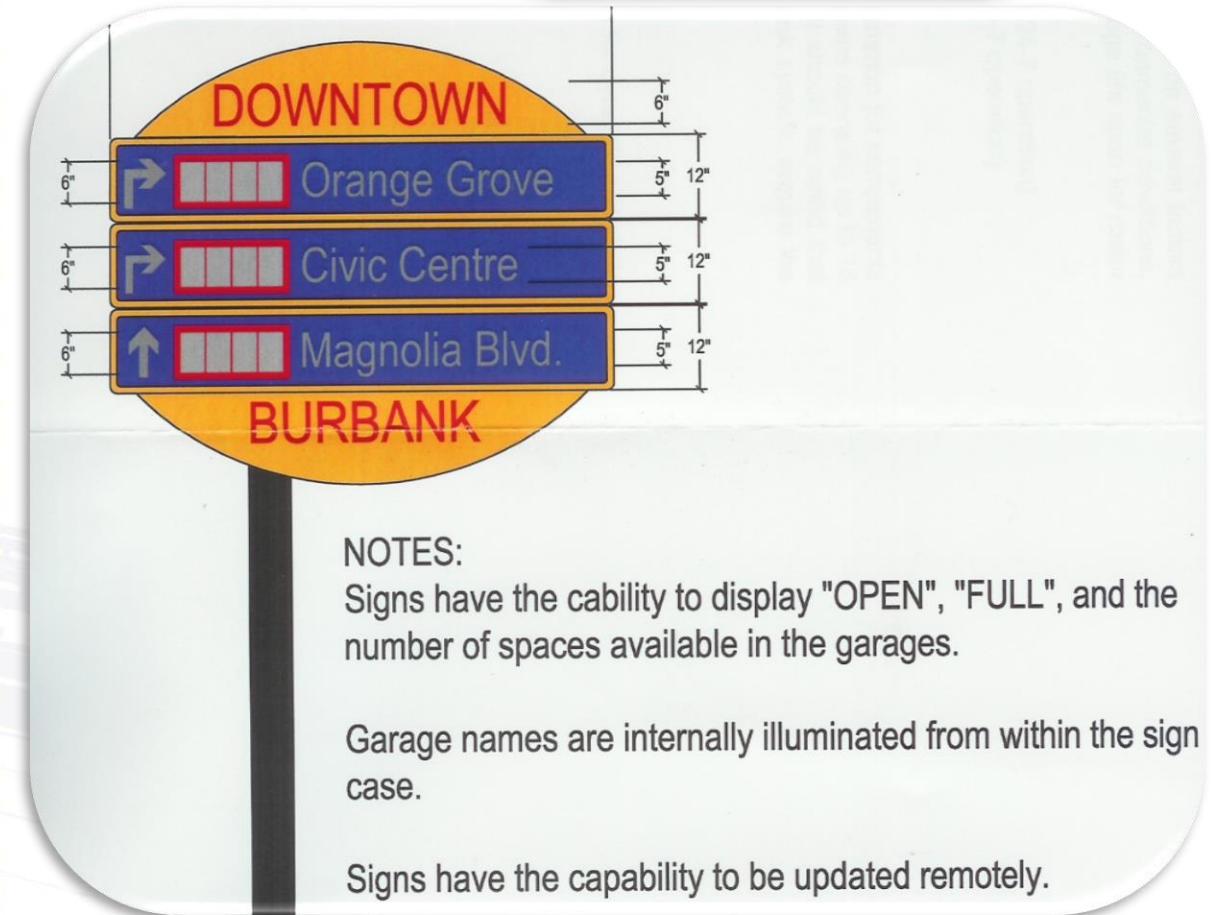 DOWNTOWN
6"
6" Orange Grove 5" 12"
6" Civic Centre 5" 12"
6" Magnolia Blvd. 5" 12"
BURBANK
NOTES:
Signs have the cability to display "OPEN", "FULL", and the
number of spaces available in the garages.
Garage names are internally illuminated from within the sign
case.
Signs have the capability to be updated remotely.